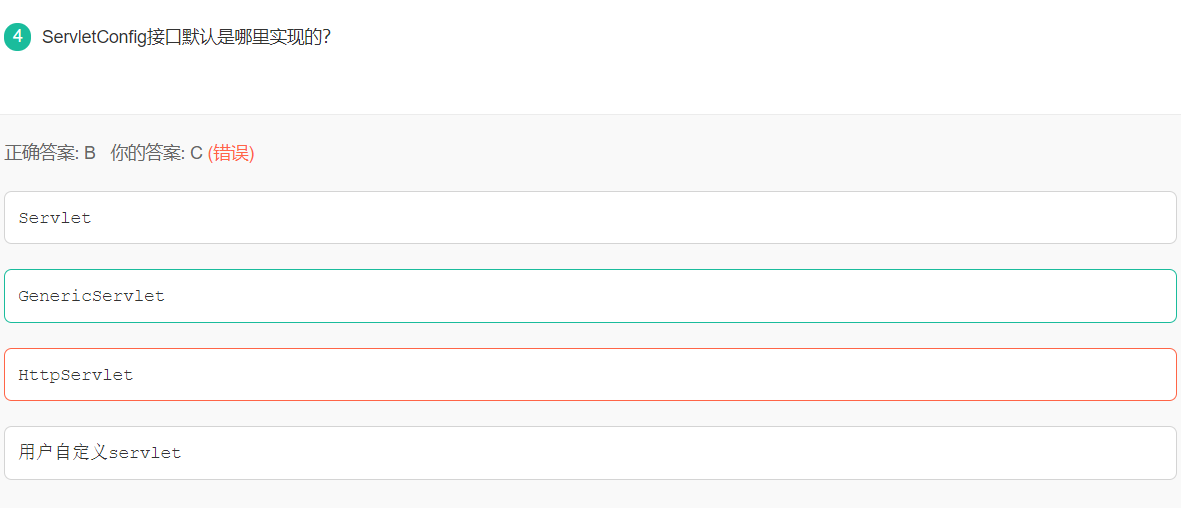 4 ServletConfig接口默认是哪里实现的?
正确答案: B 你的答案: C (错误)
Servlet
GenericServlet
HttpServlet
用户自定义servlet